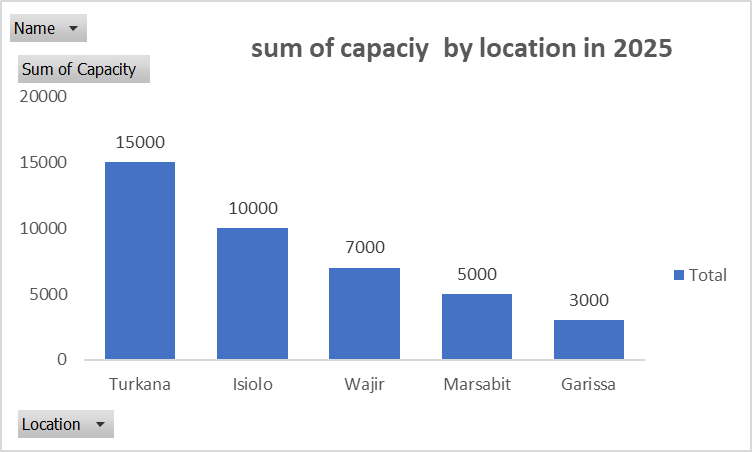 Name
sum of capaciy  by location in 2025
Sum of Capacity
20000
15000
10000
5000
0
15000
10000
7000
5000
3000
Turkana Isiolo Wajir Marsabit Garissa
Total
Location